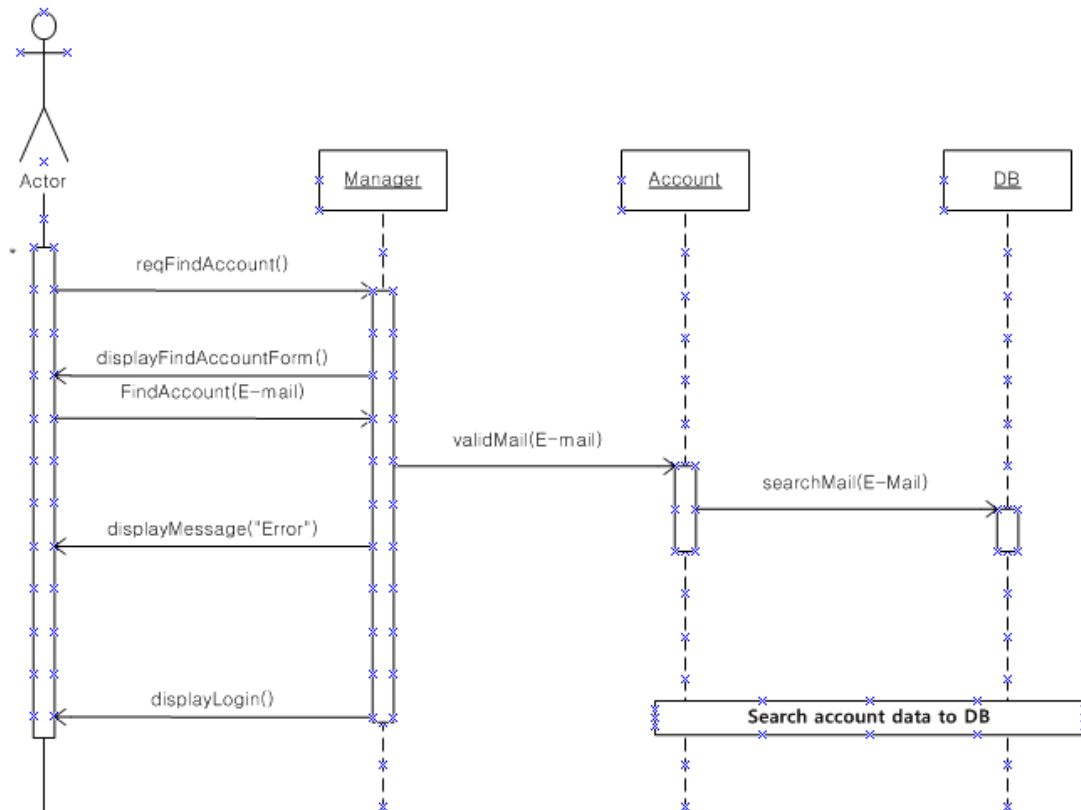 Actor
Manager
Account
DB
reqFindAccount()
displayFindAccountForm()
FindAccount(E-mail)
validMail(E-mail)
searchMail(E-Mail)
displayMessage("Error")
displayLogin()
Search account data to DB